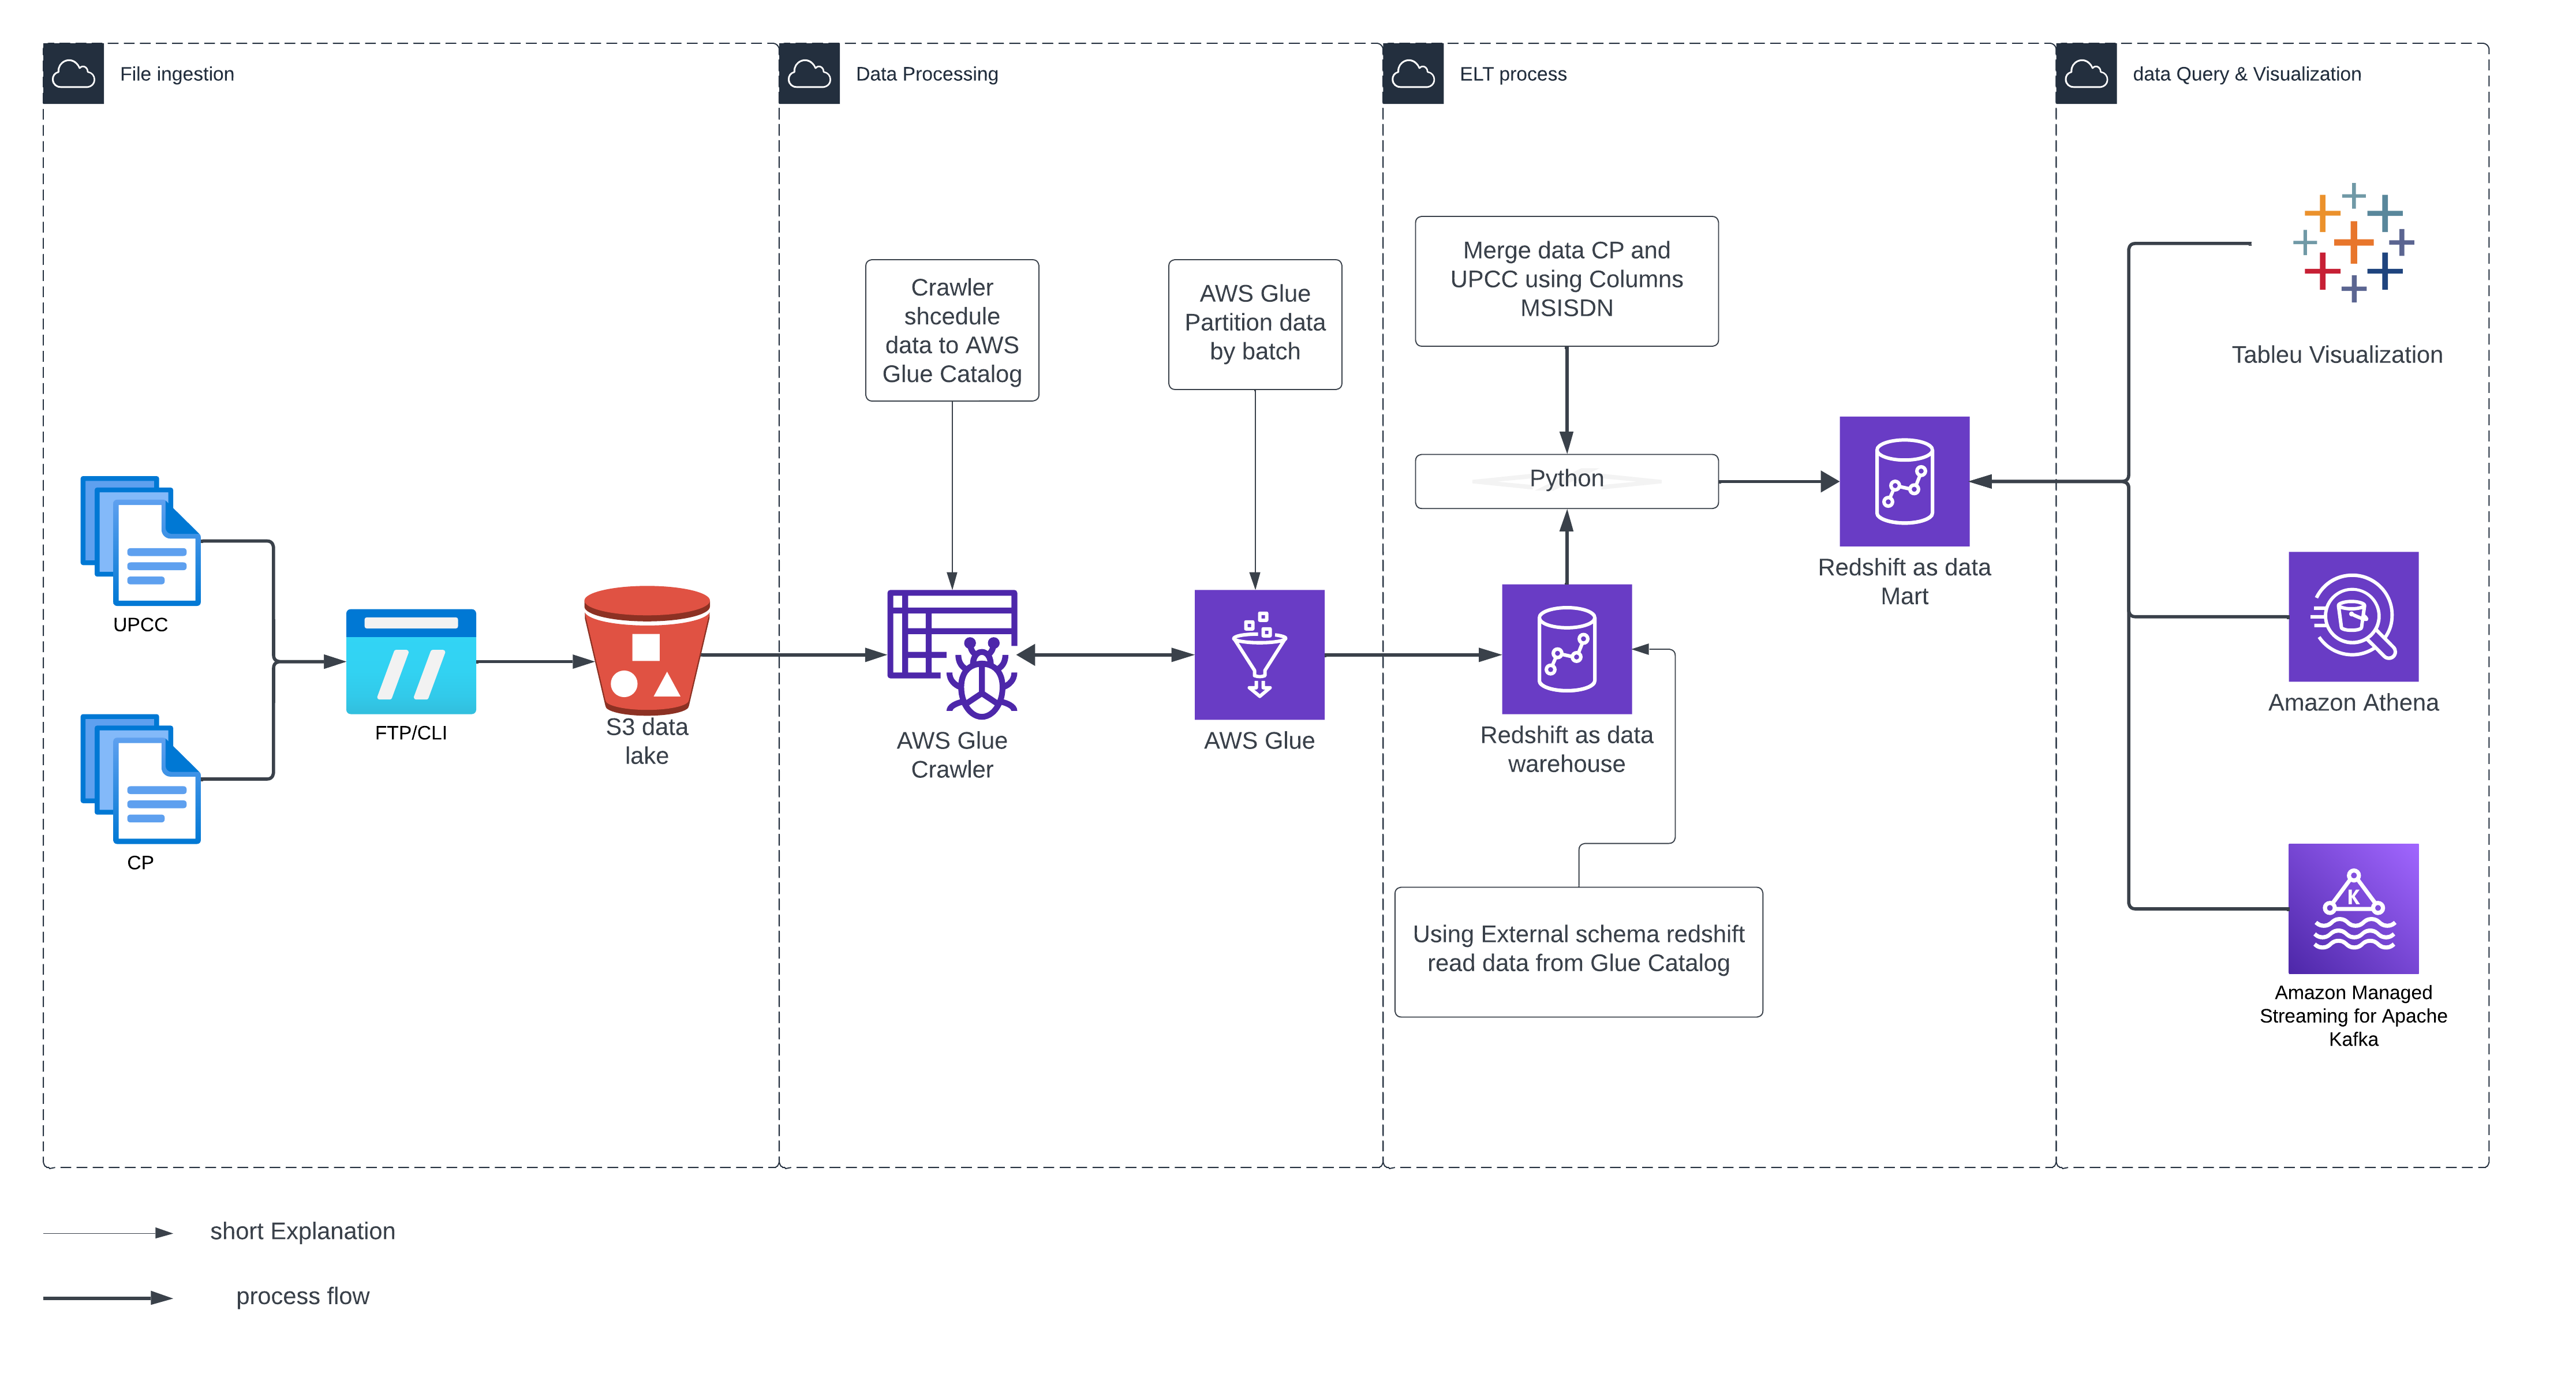 File ingestion
Data Processing
ELT process
data Query & Visualization
UPCC
CP
FTP/CLI
S3 data
lake
Crawler
shcedule
data to AWS
Glue Catalog
AWS Glue
Crawler
AWS Glue
Partition data
by batch
AWS Glue
Merge data CP and
UPCC using Columns
MSISDN
Python
Redshift as data
warehouse
Using External schema redshift
read data from Glue Catalog
Redshift as data
Mart
Tableu Visualization
Amazon Athena
K
Amazon Managed
Streaming for Apache
Kafka
short Explanation
process flow